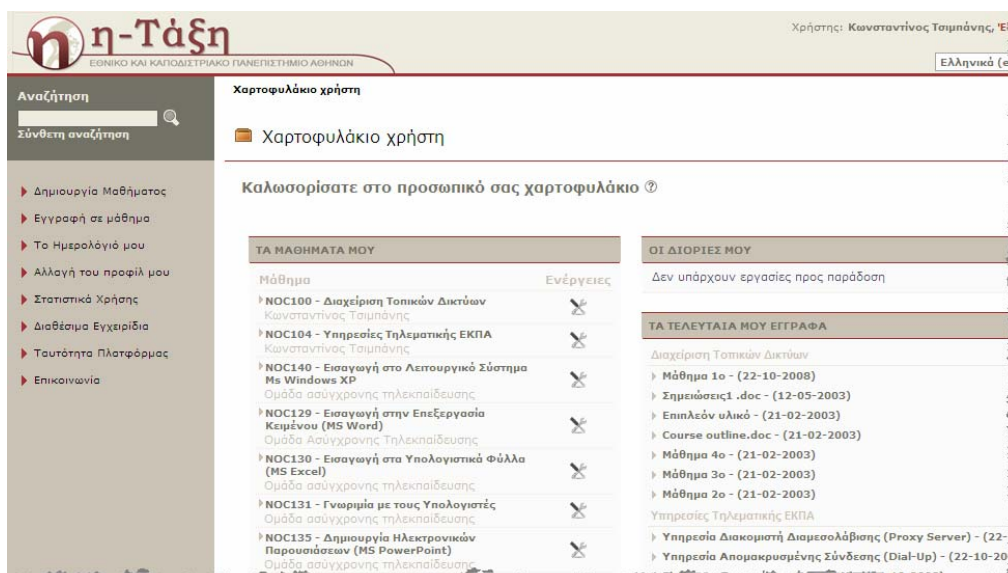 η-Τάξη
ΕΘΝΙΚΟ ΚΑΙ ΚΑΠΟΔΙΣΤΡΙΑΚΟ ΠΑΝΕΠΙΣΤΗΜΙΟ ΑΘΗΝΩΝ
Χρήστης: Κωνσταντίνος Τσιμπάνης,
Ελληνικά (e
Αναζήτηση
Σύνθετη αναζήτηση
Δημιουργία Μαθήματος
Εγγραφή σε μάθημα
Το Ημερολόγιό μου
Αλλαγή του προφίλ μου
Στατιστικά Χρήσης
Διαθέσιμα Εγχειρίδια
Ταυτότητα Πλατφόρμας
Επικοινωνία
Χαρτοφυλάκιο χρήστη
Χαρτοφυλάκιο χρήστη
Καλωσορίσατε στο προσωπικό σας χαρτοφυλάκιο
ΤΑ ΜΑΘΗΜΑΤΑ ΜΟΥ
Μάθημα Ενέργειες
NOC100 - Διαχείριση Τοπικών Δικτύων
Κωνσταντίνος Τσιμπάνης
NOC104 - Υπηρεσίες Τηλεματικής ΕΚΠΑ
Κωνσταντίνος Τσιμπάνης
NOC140 - Εισαγωγή στο Λειτουργικό Σύστημα
Ms Windows XP
Ομάδα ασύγχρονης τηλεκπαίδευσης
NOC129 - Εισαγωγή στην Επεξεργασία
Κειμένου (MS Word)
Ομάδα Ασύγχρονης Τηλεκπαίδευσης
NOC130 - Εισαγωγή στα Υπολογιστικά Φύλλα
(MS Excel)
Ομάδα ασύγχρονης τηλεκπαίδευσης
NOC131 - Γνωριμία με τους Υπολογιστές
Ομάδα ασύγχρονης τηλεκπαίδευσης
NOC135 - Δημιουργία Ηλεκτρονικών
Παρουσιάσεων (MS PowerPoint)
Ομάδα ασύγχρονης τηλεκπαίδευσης
ΟΙ ΔΙΟΡΙΕΣ ΜΟΥ
Δεν υπάρχουν εργασίες προς παράδοση
ΤΑ ΤΕΛΕΥΤΑΙΑ ΜΟΥ ΕΓΓΡΑΦΑ
Διαχείριση Τοπικών Δικτύων
Μάθημα 1ο - (22-10-2008)
Σημειώσεις1 .doc - (12-05-2003)
Επιπλεόν υλικό - (21-02-2003)
Course outline.doc - (21-02-2003)
Μάθημα 4ο - (21-02-2003)
Μάθημα 3ο - (21-02-2003)
Μάθημα 2ο - (21-02-2003)
Υπηρεσίες Τηλεματικής ΕΚΠΑ
Υπηρεσία Διακομιστή Διαμεσολάβισης (Proxy Server) - (22-
Υπηρεσία Απομακρυσμένης Σύνδεσης (Dial-Up) - (22-10-20